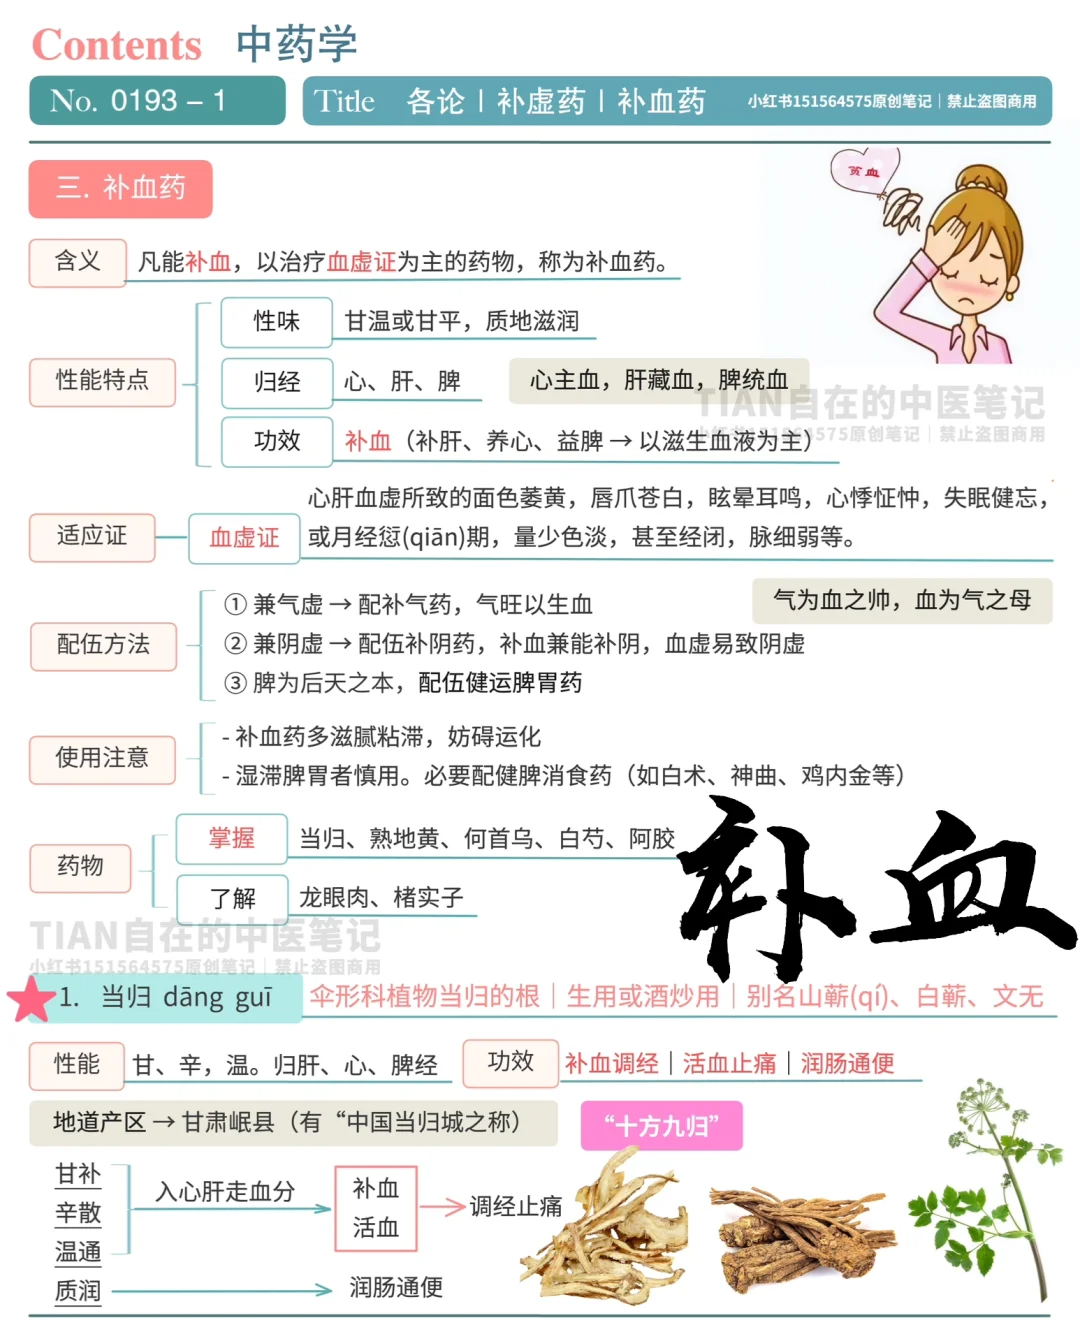 Contents 中药学
No. 0193 – 1
Title 各论丨补虚药丨补血药 小红书151564575原创笔记｜禁止盗图商用
三. 补血药
贫血
含义 凡能补血，以治疗血虚证为主的药物，称为补血药。
性能特点
性味 甘温或甘平，质地滋润
归经 心、肝、脾 心主血，肝藏血，脾统血
TIAN自在的中医笔记
小红书151564575原创笔记｜禁止盗图商用
功效 补血（补肝、养心、益脾→以滋生血液为主）
适应证 血虚证
心肝血虚所致的面色萎黄，唇爪苍白，眩晕耳鸣，心悸怔忡，失眠健忘，
或月经愆(qiān)期，量少色淡，甚至经闭，脉细弱等。
配伍方法
① 兼气虚→配补气药，气旺以生血 气为血之帅，血为气之母
② 兼阴虚→配伍补阴药，补血兼能补阴，血虚易致阴虚
③ 脾为后天之本，配伍健运脾胃药
使用注意
- 补血药多滋腻粘滞，妨碍运化
- 湿滞脾胃者慎用。必要配健脾消食药（如白术、神曲、鸡内金等）
药物
掌握 当归、熟地黄、何首乌、白芍、阿胶
了解 龙眼肉、楮实子
补血
TIAN自在的中医笔记
小红书151564575原创笔记｜禁止盗图商用
1. 当归 dāng guī 伞形科植物当归的根｜生用或酒炒用｜别名山蕲(qí)、白蕲、文无
性能 甘、辛，温。归肝、心、脾经 功效 补血调经｜活血止痛｜润肠通便
地道产区→甘肃岷县（有“中国当归城之称） “十方九归”
甘补
辛散
温通
入心肝走血分
补血
活血
调经止痛
质润 润肠通便